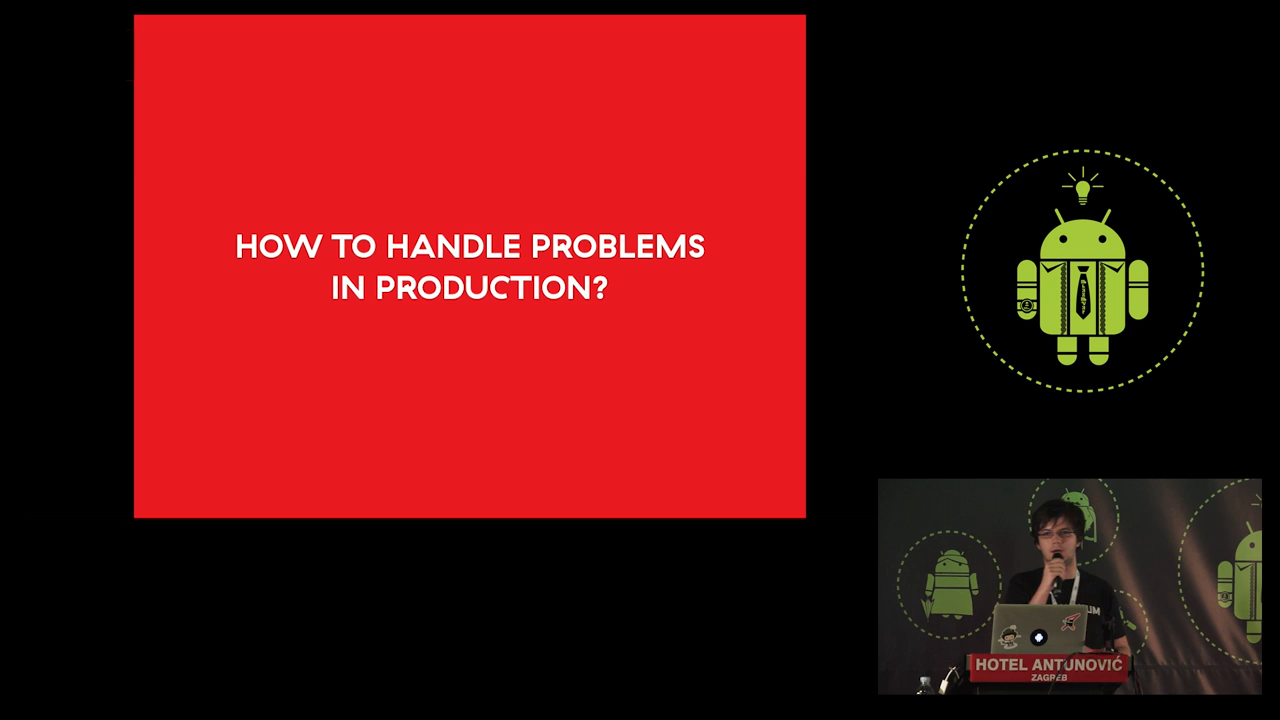 HOW TO HANDLE PROBLEMS
IN PRODUCTION?
HOTEL ANTUNOVIĆ
ZAGREB